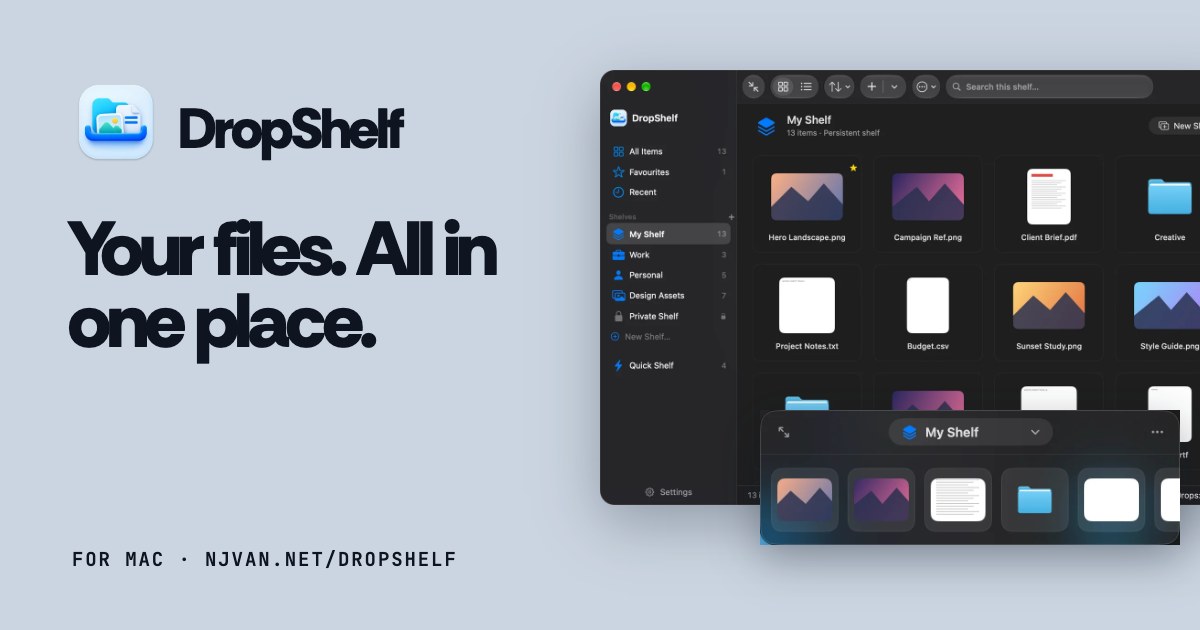 DropShelf
Your files. All in
one place.
FOR MAC · NJVAN.NET/DROPSHELF
DropShelf
All Items 13
Favourites 1
Recent
Shelves +
My Shelf 13
Work 3
Personal 5
Design Assets 7
Private Shelf
New Shelf...
Quick Shelf 4
Settings
Search this shelf...
My Shelf
13 items · Persistent shelf
New
Hero Landscape.png
Campaign Ref.png
Client Brief.pdf
Creative
Project Notes.txt
Budget.csv
Sunset Study.png
Style Guide.png
My Shelf